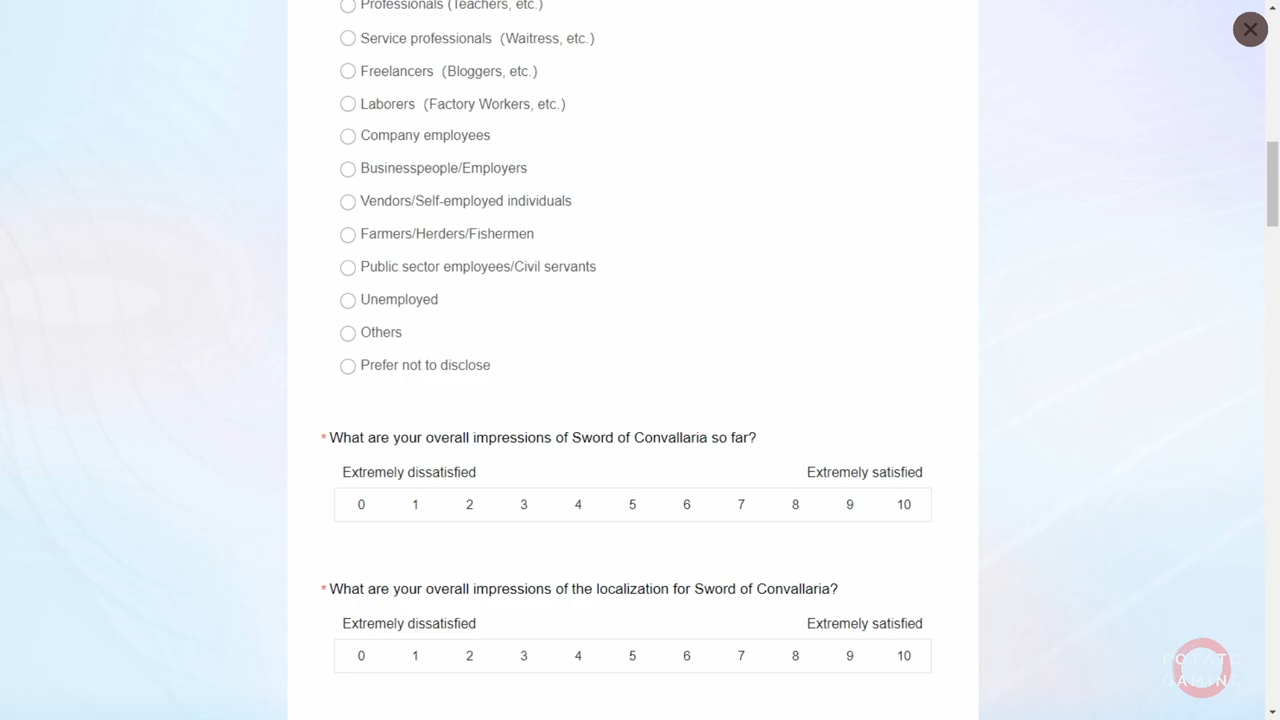 Professionals (Teachers, etc.)
Service professionals (Waitress, etc.)
Freelancers (Bloggers, etc.)
Laborers (Factory Workers, etc.)
Company employees
Businesspeople/Employers
Vendors/Self-employed individuals
Farmers/Herders/Fishermen
Public sector employees/Civil servants
Unemployed
Others
Prefer not to disclose
* What are your overall impressions of Sword of Convallaria so far?
Extremely dissatisfied Extremely satisfied
0 1 2 3 4 5 6 7 8 9 10
* What are your overall impressions of the localization for Sword of Convallaria?
Extremely dissatisfied Extremely satisfied
0 1 2 3 4 5 6 7 8 9 10
POTATO
GAMING